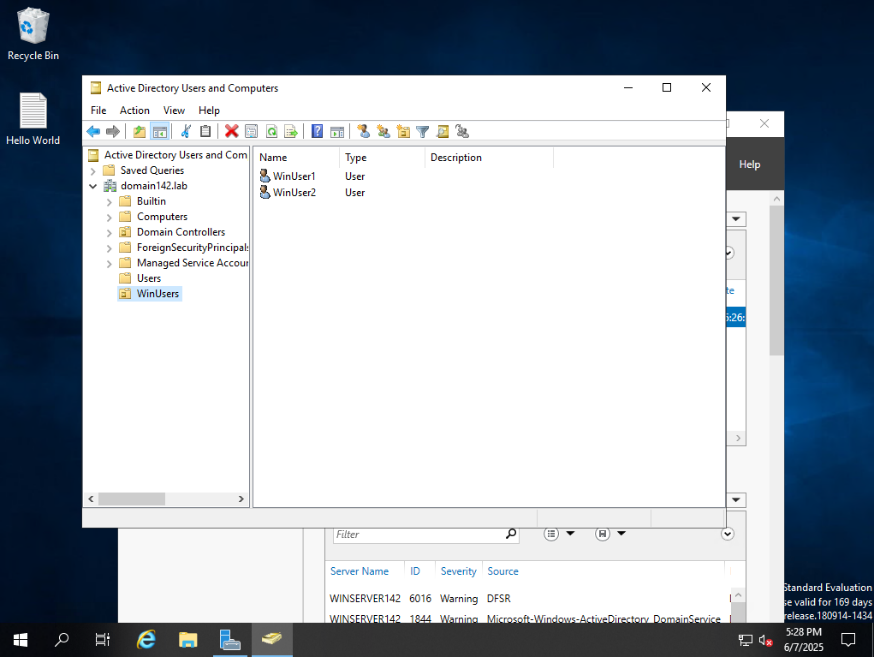 Recycle Bin
Hello World
Active Directory Users and Computers
File Action View Help
Active Directory Users and Com
Saved Queries
domain142.lab
Builtin
Computers
Domain Controllers
ForeignSecurityPrincipals
Managed Service Accour
Users
WinUsers
Name Type Description
WinUser1 User
WinUser2 User
Help
te
5:26:
Filter
Server Name ID Severity Source
WINSERVER142 6016 Warning DFSR
WINSERVER142 1844 Warning Microsoft-Windows-ActiveDirectory_DomainService
Standard Evaluation
se valid for 169 days
release.180914-1434
5:28 PM
6/7/2025